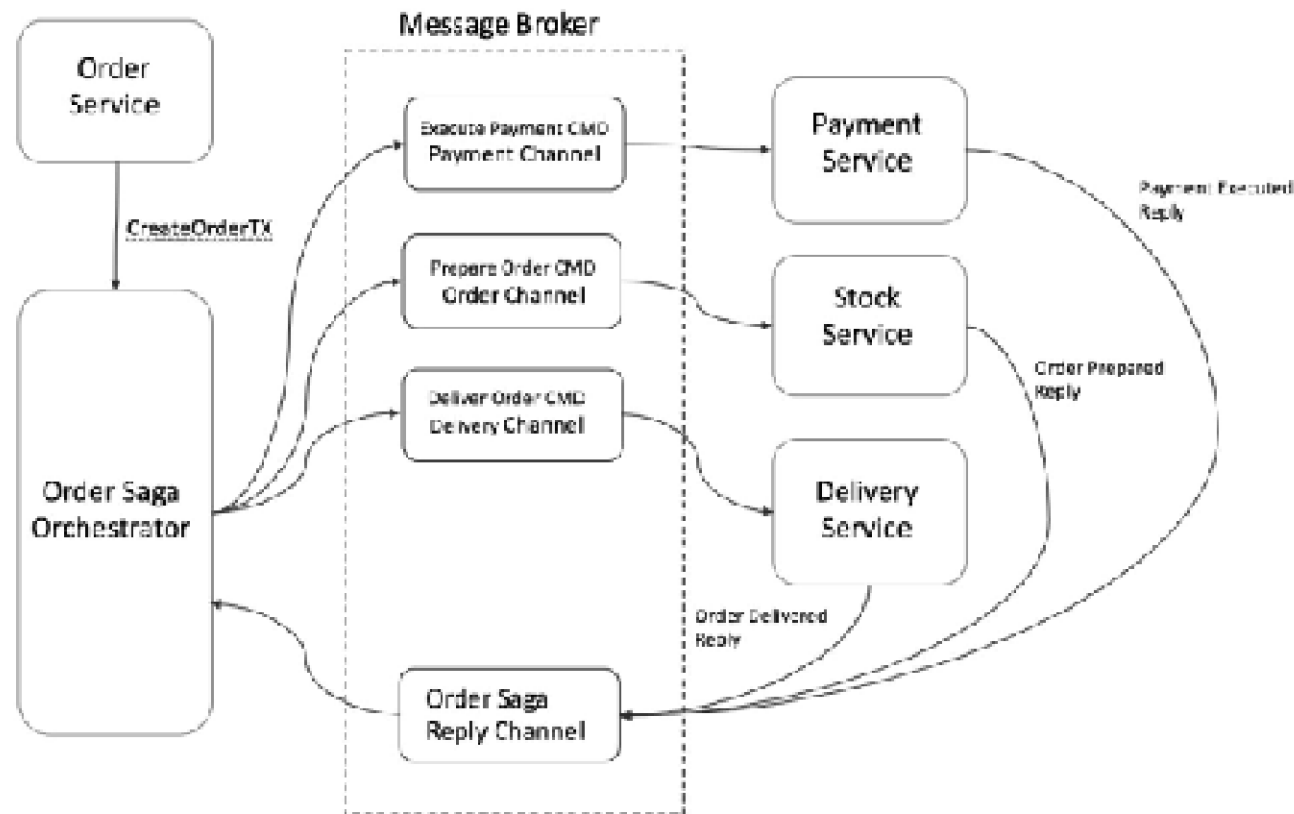 Message Broker
Order
Service
CreateOrderTX
Order Saga
Orchestrator
Execute Payment CMD
Payment Channel
Prepare Order CMD
Order Channel
Deliver Order CMD
Delivery Channel
Order Saga
Reply Channel
Payment
Service
Stock
Service
Delivery
Service
Payment Executed
Reply
Order Prepared
Reply
Order Delivered
Reply